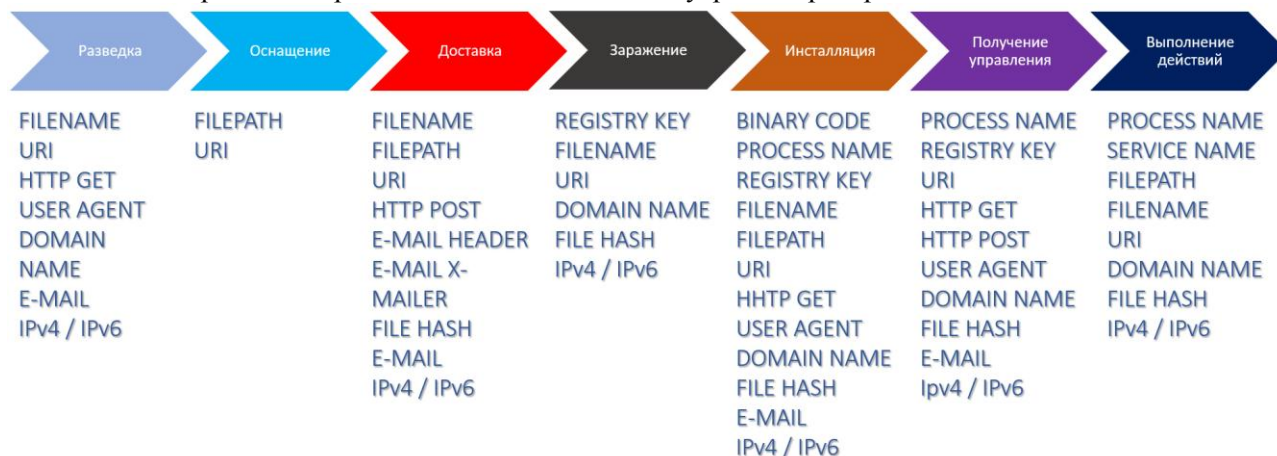 Разведка
Оснащение
Доставка
Заражение
Инсталляция
Получение
управления
Выполнение
действий
FILENAME
URI
HTTP GET
USER AGENT
DOMAIN
NAME
E-MAIL
IPv4 / IPv6
FILEPATH
URI
FILENAME
FILEPATH
URI
HTTP POST
E-MAIL HEADER
E-MAIL X-
MAILER
FILE HASH
E-MAIL
IPv4 / IPv6
REGISTRY KEY
FILENAME
URI
DOMAIN NAME
FILE HASH
IPv4 / IPv6
BINARY CODE
PROCESS NAME
REGISTRY KEY
FILENAME
FILEPATH
URI
HHTP GET
USER AGENT
DOMAIN NAME
FILE HASH
E-MAIL
IPv4 / IPv6
PROCESS NAME
REGISTRY KEY
URI
HTTP GET
HTTP POST
USER AGENT
DOMAIN NAME
FILE HASH
E-MAIL
Ipv4 / IPv6
PROCESS NAME
SERVICE NAME
FILEPATH
FILENAME
URI
DOMAIN NAME
FILE HASH
IPv4 / IPv6